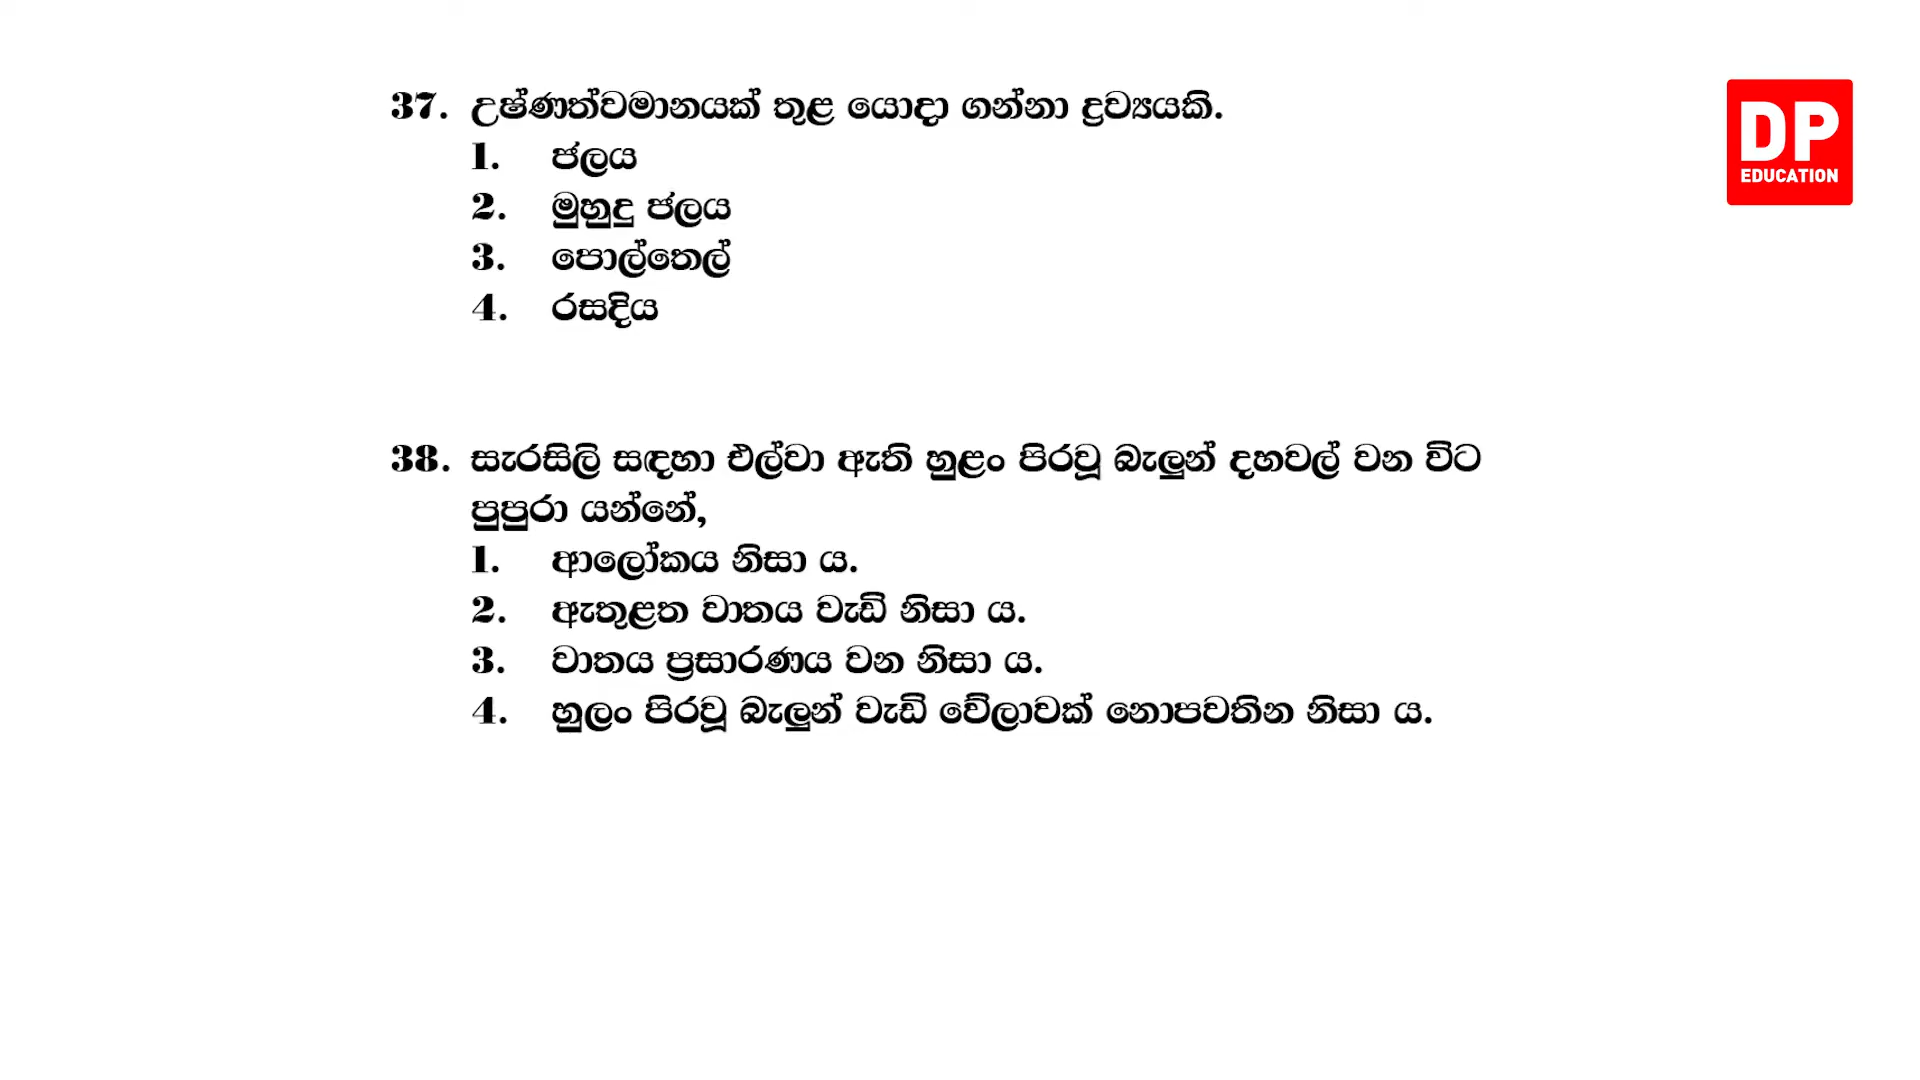 37. උෂ්ණත්වමානයක් තුළ යොදා ගන්නා ද්‍රව්‍යයකි.
1. ජලය
2. මුහුදු ජලය
3. පොල්තෙල්
4. රසදිය
38. සැරසිලි සඳහා එල්වා ඇති හුළං පිරවූ බැලූන් දහවල් වන විට
පුපුරා යන්නේ,
1. ආලෝකය නිසා ය.
2. ඇතුළත වාතය වැඩි නිසා ය.
3. වාතය ප්‍රසාරණය වන නිසා ය.
4. හුලං පිරවූ බැලුන් වැඩි වේලාවක් නොපවතින නිසා ය.
DP
EDUCATION